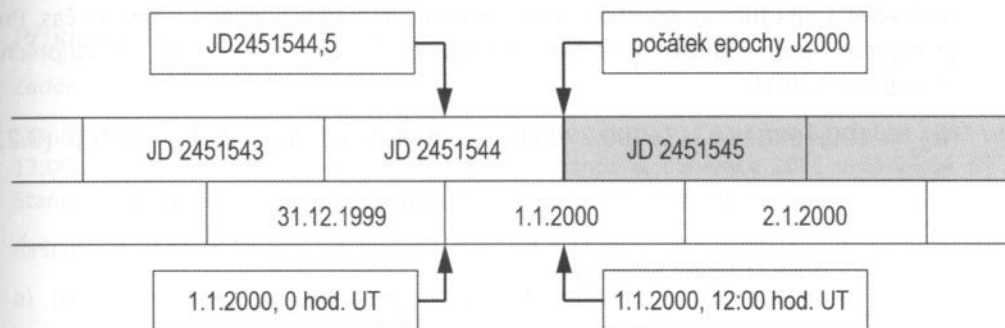 JD2451544,5
počátek epochy J2000
JD 2451543
JD 2451544
JD 2451545
31.12.1999
1.1.2000
2.1.2000
1.1.2000, 0 hod. UT
1.1.2000, 12:00 hod. UT